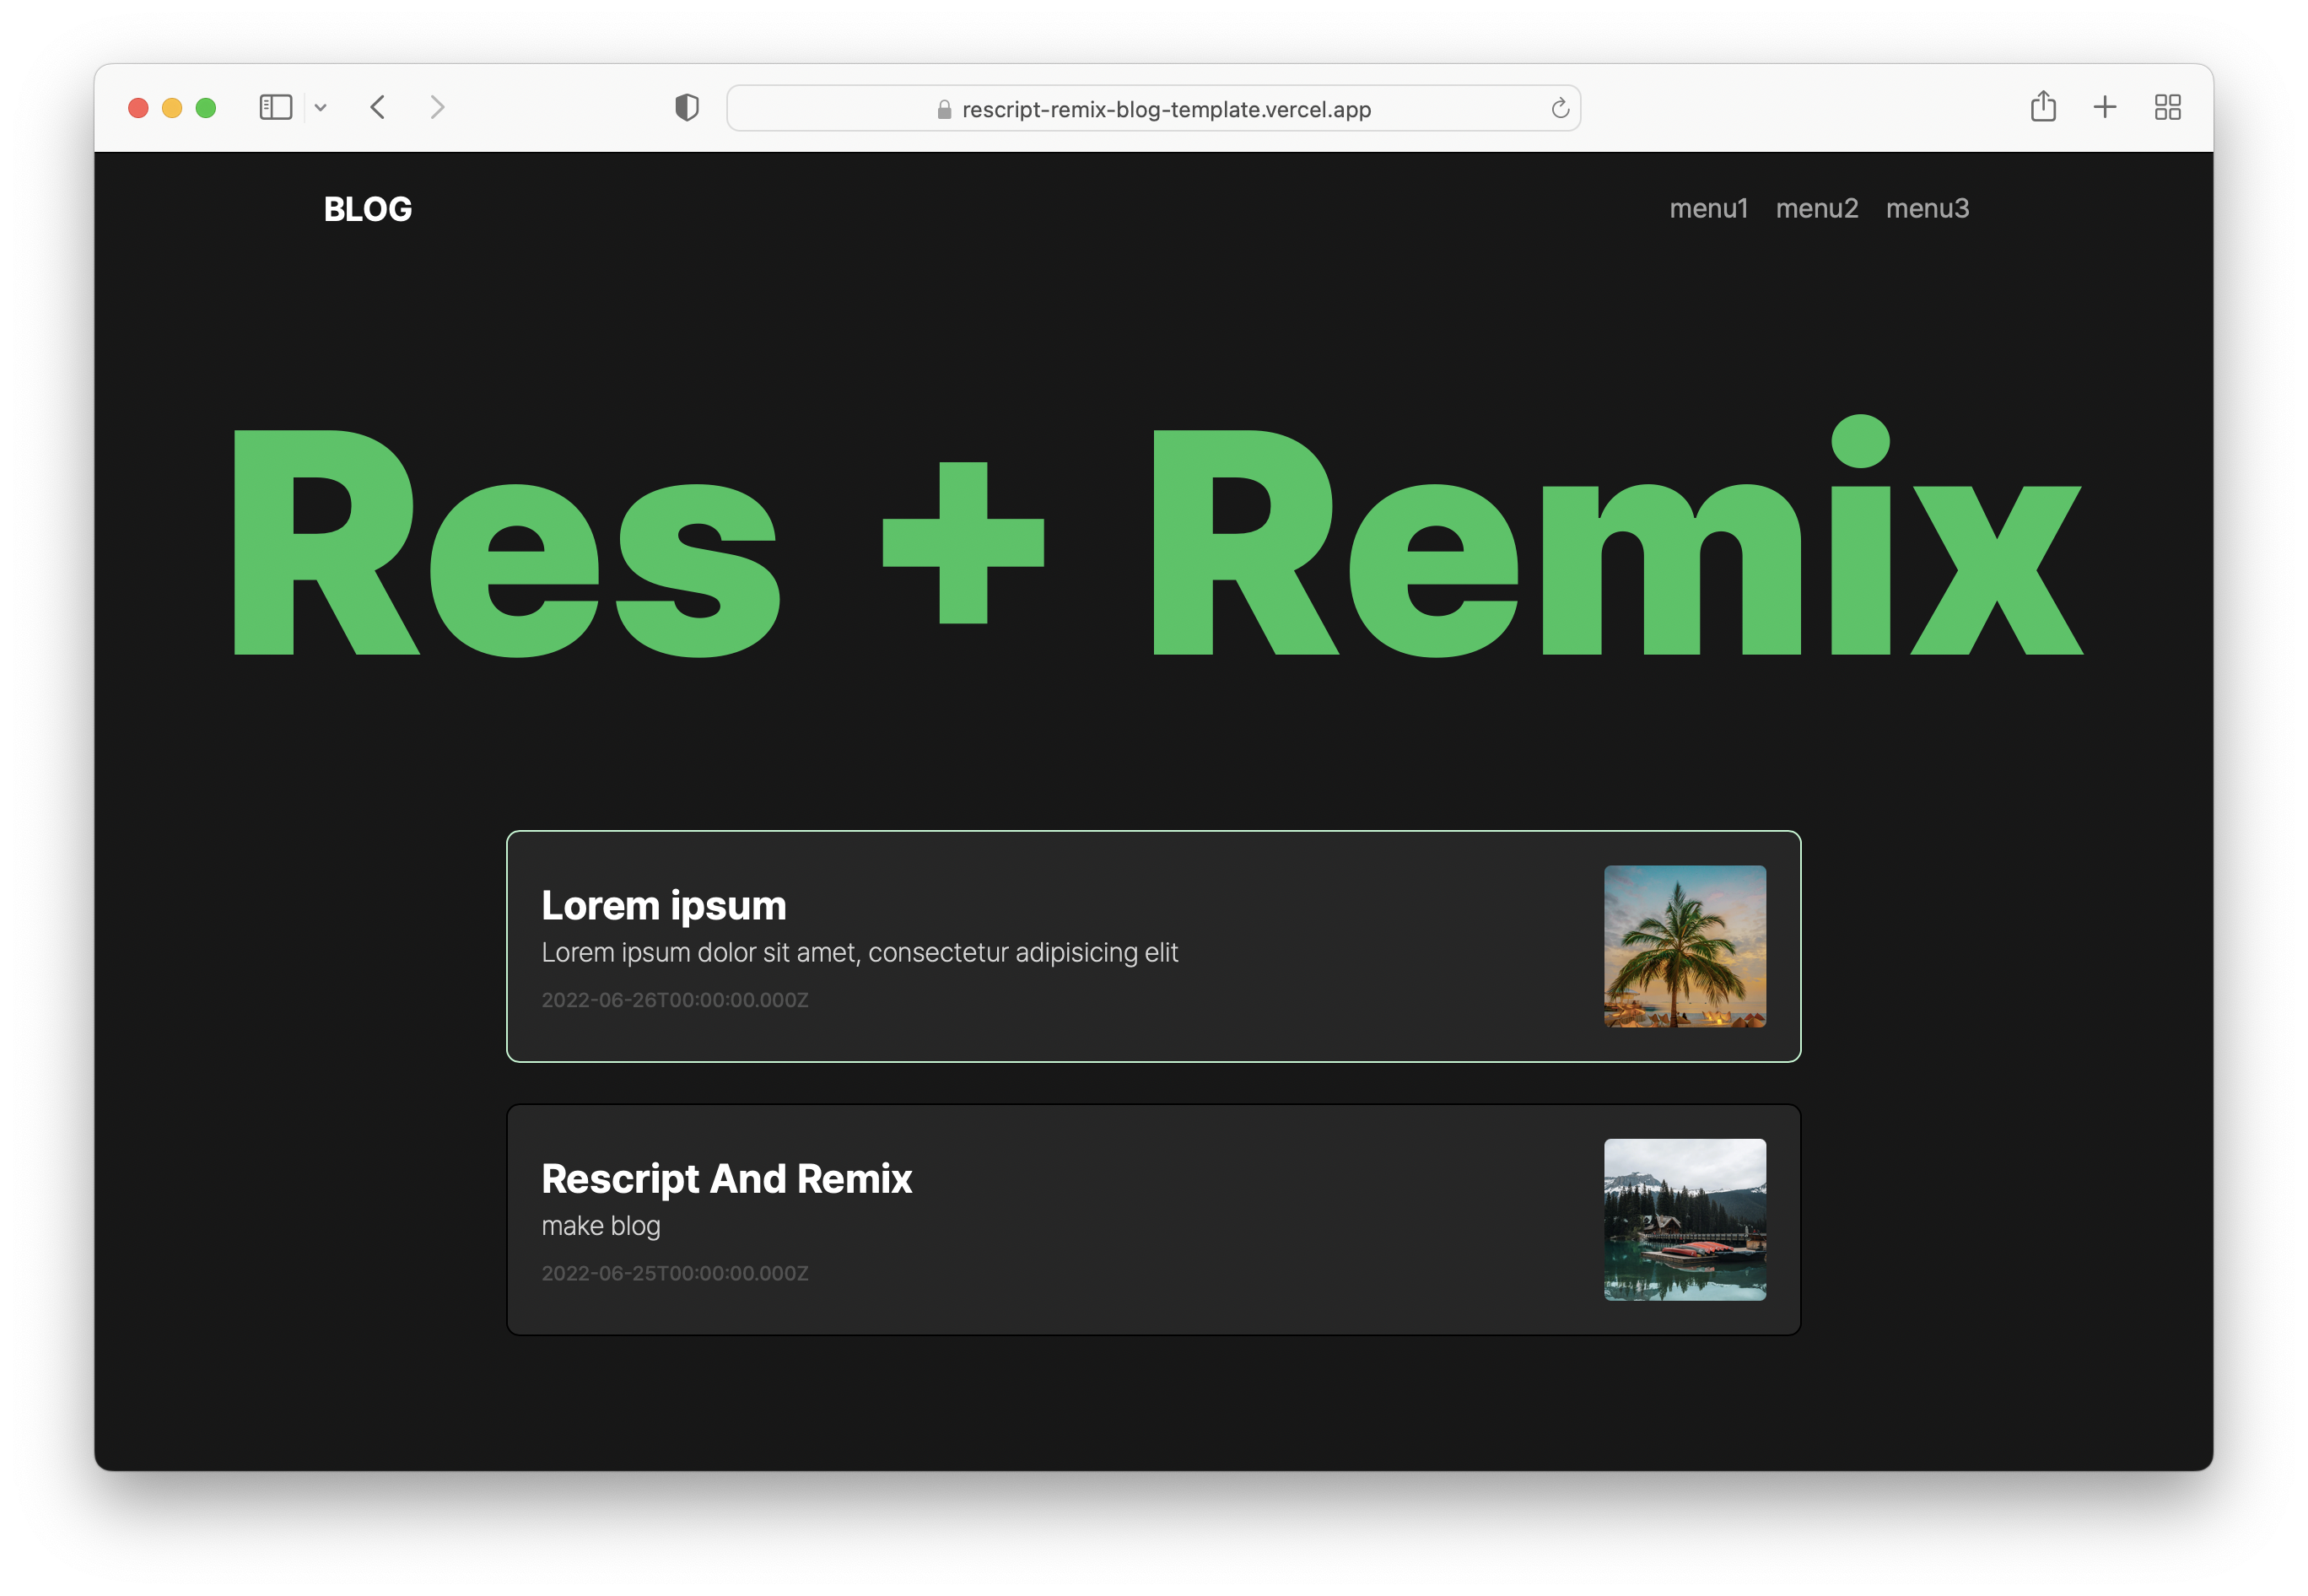 rescript-remix-blog-template.vercel.app
BLOG
menu1 menu2 menu3
Res + Remix
Lorem ipsum
Lorem ipsum dolor sit amet, consectetur adipisicing elit
2022-06-26T00:00:00.000Z
Rescript And Remix
make blog
2022-06-25T00:00:00.000Z